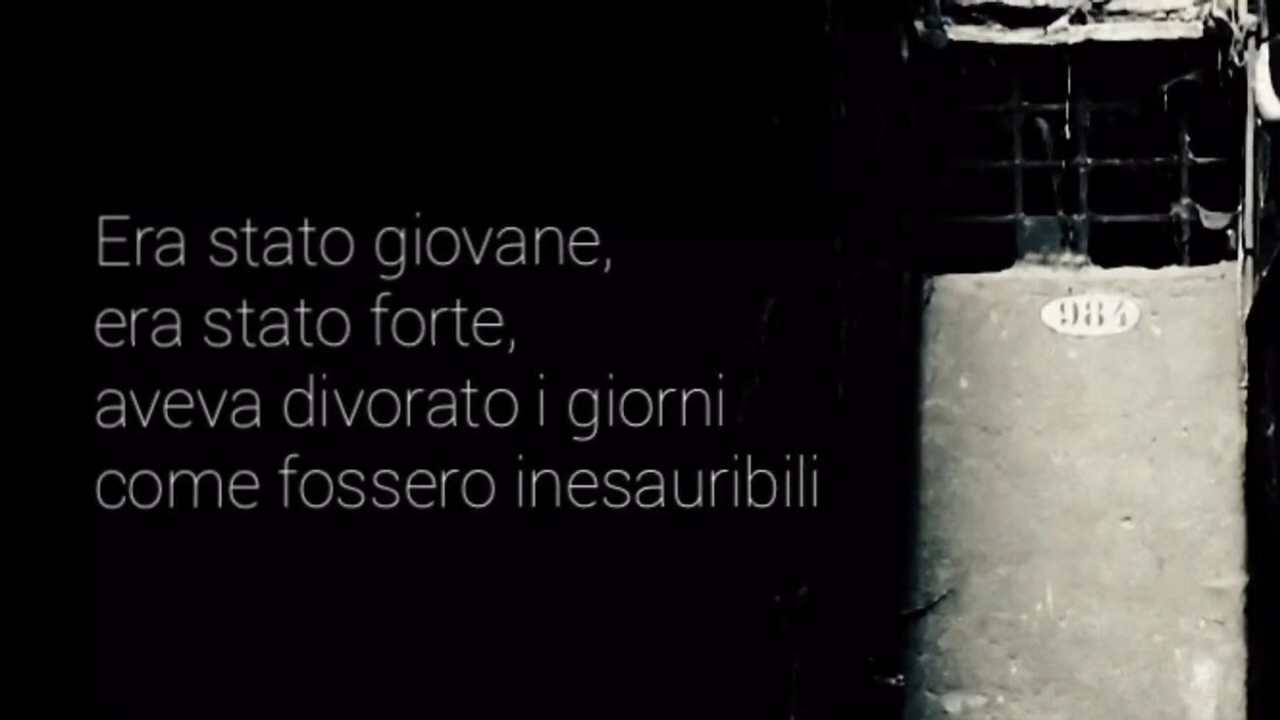 Era stato giovane,
era stato forte,
aveva divorato i giorni
come fossero inesauribili
984